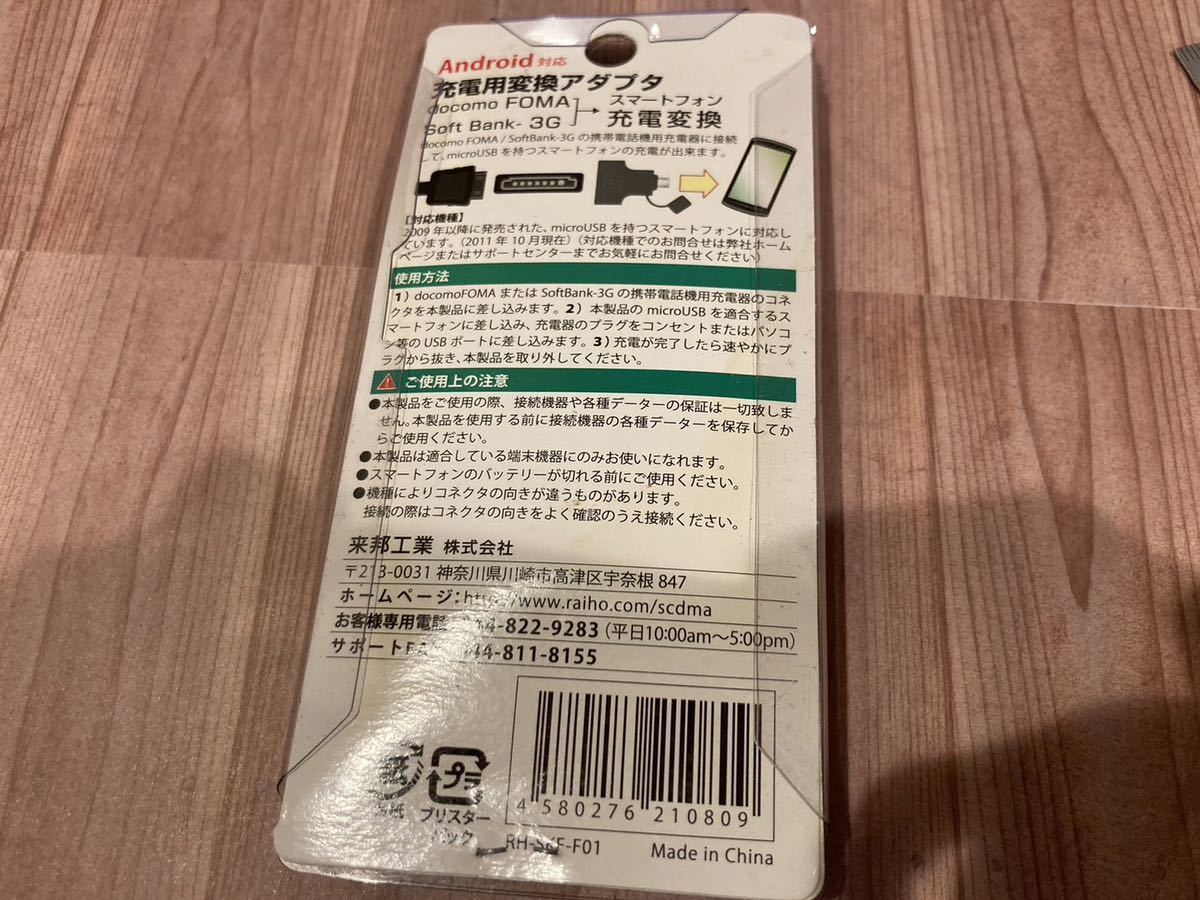 Android 対応
充電用変換アダプタ
docomo FOMA
Soft Bank- 3G
スマートフォン
充電変換
docomo FOMA / SoftBank-3G の携帯電話機用充電器に接続
して、microUSB を持つスマートフォンの充電が出来ます。
【対応機種】
2009 年以降に発売された、microUSB を持つスマートフォンに対応し
ています。(2011 年 10 月現在)(対応機種でのお問合せは弊社ホーム
ページまたはサポートセンターまでお気軽にお問合せください)
使用方法
1）docomoFOMA または SoftBank-3G の携帯電話機用充電器のコネ
クタを本製品に差し込みます。2）本製品の microUSB を適合するス
マートフォンに差し込み、充電器のプラグをコンセントまたはパソコ
ン等の USB ポートに差し込みます。3）充電が完了したら速やかにプ
ラグから抜き、本製品を取り外してください。
ご使用上の注意
●本製品をご使用の際、接続機器や各種データーの保証は一切致しま
せん。本製品を使用する前に接続機器の各種データーを保存してか
らご使用ください。
●本製品は適合している端末機器にのみお使いになれます。
●スマートフォンのバッテリーが切れる前にご使用ください。
●機種によりコネクタの向きが違うものがあります。
接続の際はコネクタの向きをよく確認のうえ接続ください。
来邦工業 株式会社
〒213-0031 神奈川県川崎市高津区宇奈根 847
ホームページ：http://www.raiho.com/scdma
お客様専用電話 44-822-9283 (平日10:00am～5:00pm)
サポート 44-811-8155
紙
プラ
台紙
ブリスター
パック
4 580276 210809
RH-SKF-F01
Made in China